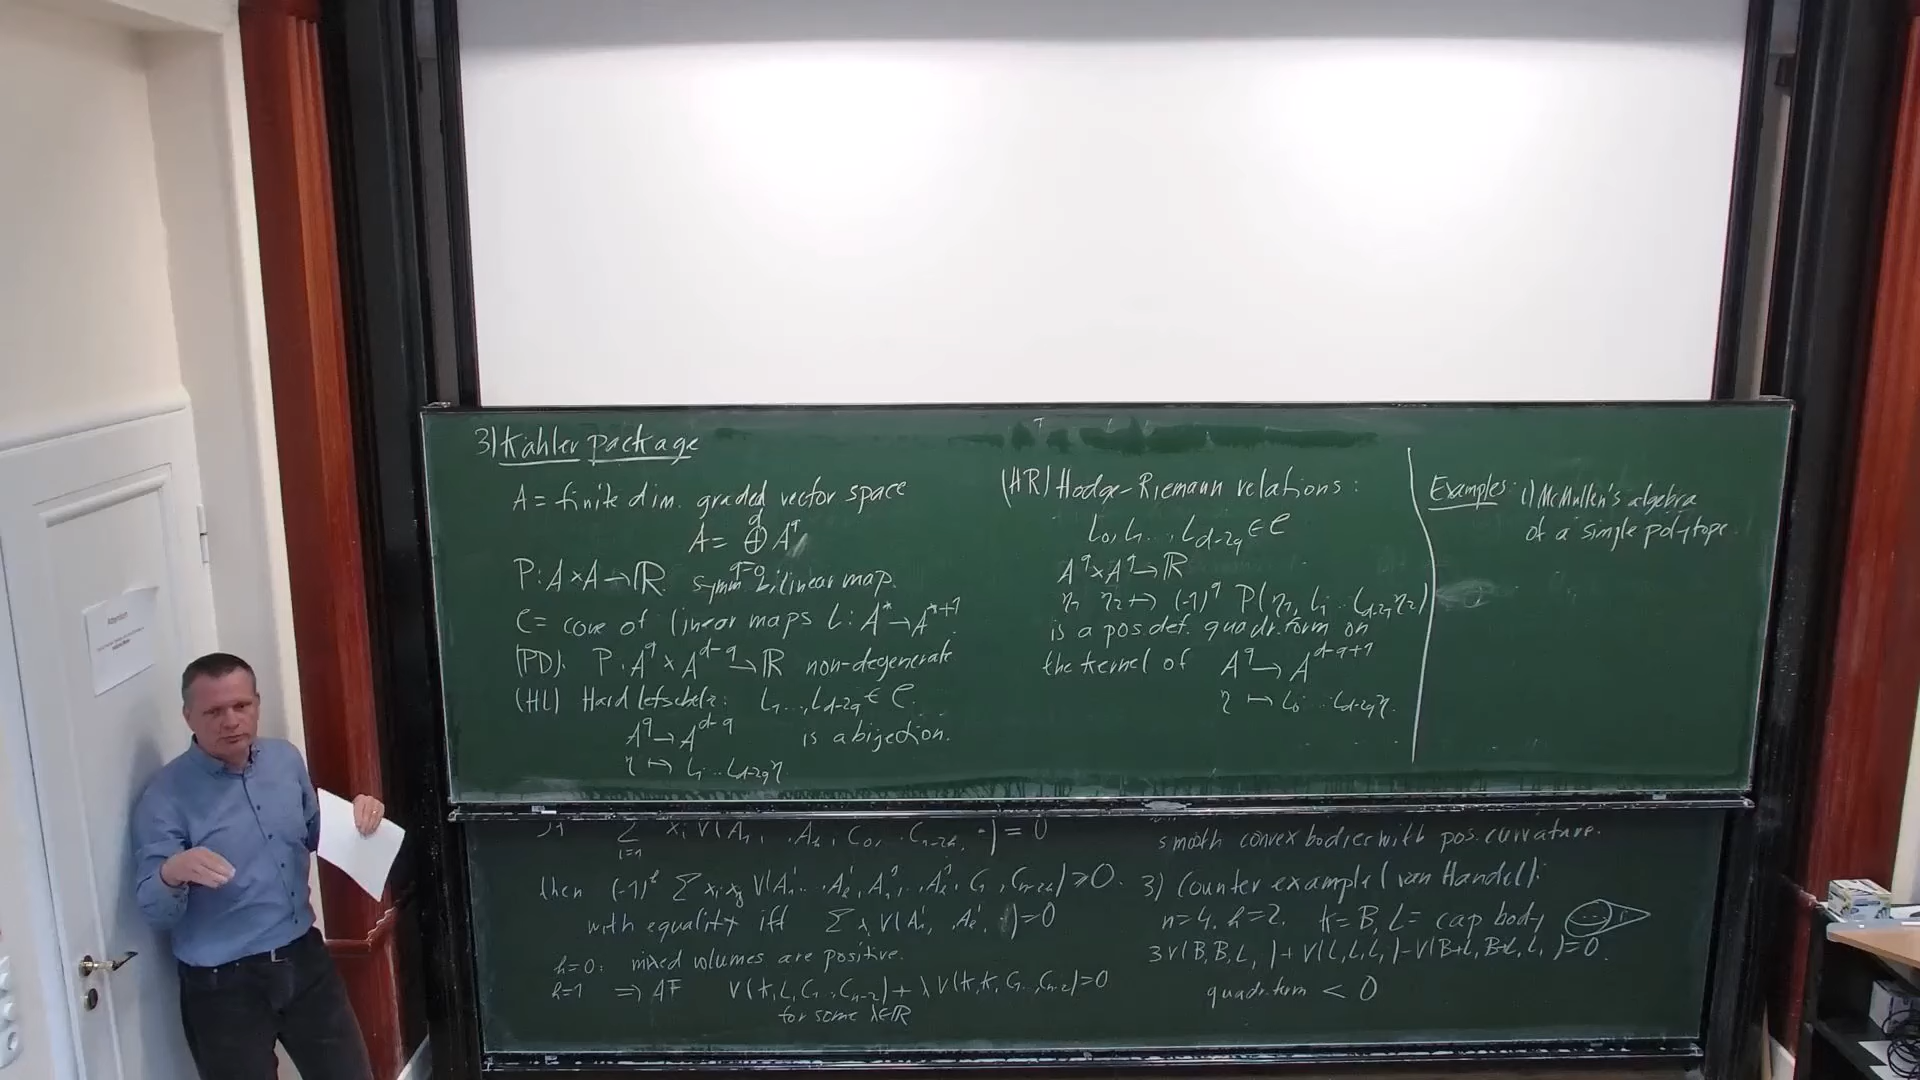 3) Kähler package
A = finite dim. graded vector space
A = ⊕_{q=0}^{d} A^q
P: A×A → ℝ symm. bilinear map.
C = cone of linear maps L: A^* → A^{*+1}
(PD). P: A^q × A^{d-q} → ℝ non-degenerate
(HL) Hard Lefschetz: L_1, ..., L_{d-2q} ∈ C.
A^q → A^{d-q} is a bijection.
η ↦ L_1 ... L_{d-2q} η
(HR) Hodge-Riemann relations:
L_0, L_1, ..., L_{d-2q} ∈ C
A^q × A^q → ℝ
η_1 η_2 ↦ (-1)^q P(η_1, L_1 ... L_{d-2q} η_2)
is a pos. def. quadr. form on
the kernel of A^q → A^{d-q+1}
η ↦ L_0 ... L_{d-2q} η.
Examples: 1) McMullen's algebra
of a single polytope.
then (-1)^k Σ x_i x_j V(A_1^i ... A_k^i, A_1^j ... A_k^j, C_1, ..., C_{n-2k}) ≥ 0.
k=0: mixed volumes are positive.
k=1 ⇒ AF V(K, L, C_1, ..., C_{n-2}) + λ V(K, K, C_1, ..., C_{n-2}) = 0
for some λ∈ℝ
smooth convex bodies with pos. curvature.
3) Counter example (van Handel):
n=4, k=2. K=B, L= cap body
3V(B,B,L, ) + V(L,L,L, ) - V(B+L, B+L, L, ) = 0.
quadr. form < 0